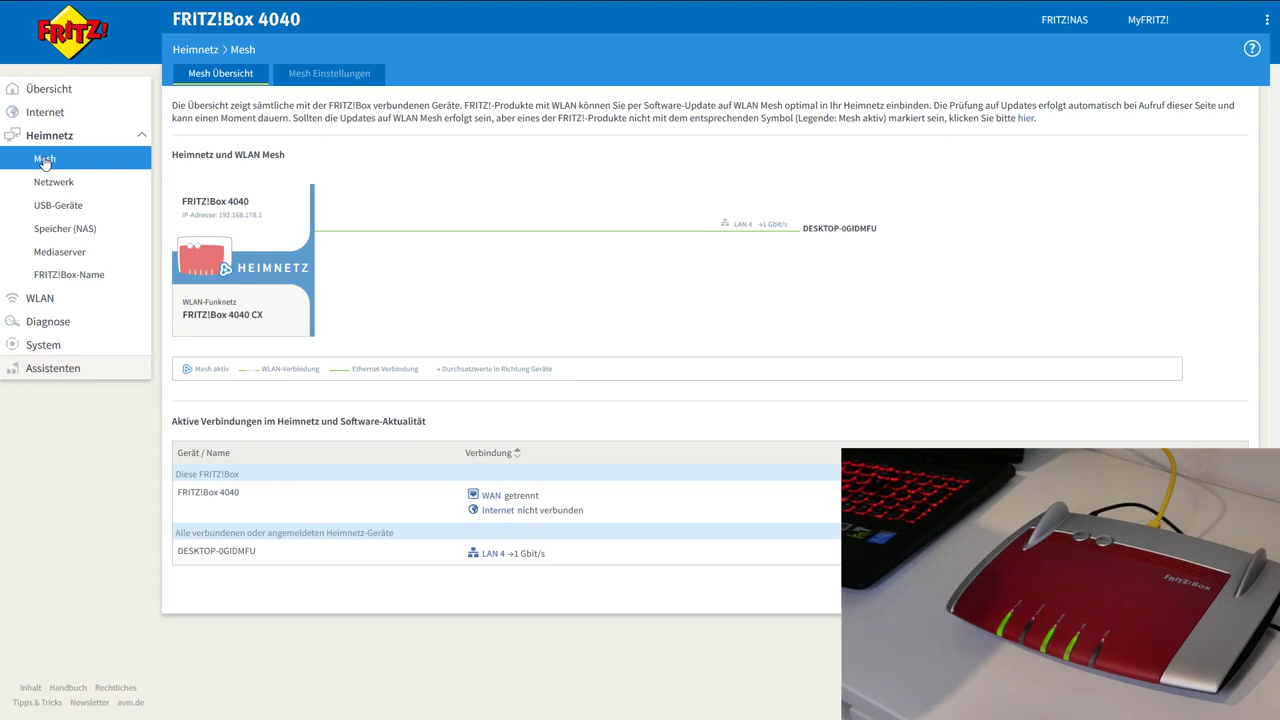 FRITZ!
FRITZ!Box 4040
FRITZ!NAS
MyFRITZ!
Heimnetz > Mesh
Mesh Übersicht
Mesh Einstellungen
Übersicht
Internet
Heimnetz
Mesh
Netzwerk
USB-Geräte
Speicher (NAS)
Mediaserver
FRITZ!Box-Name
WLAN
Diagnose
System
Assistenten
Inhalt Handbuch Rechtliches
Tipps & Tricks Newsletter avm.de
Die Übersicht zeigt sämtliche mit der FRITZ!Box verbundenen Geräte. FRITZ!-Produkte mit WLAN können Sie per Software-Update auf WLAN Mesh optimal in Ihr Heimnetz einbinden. Die Prüfung auf Updates erfolgt automatisch bei Aufruf dieser Seite und
kann einen Moment dauern. Sollten die Updates auf WLAN Mesh erfolgt sein, aber eines der FRITZ!-Produkte nicht mit dem entsprechenden Symbol (Legende: Mesh aktiv) markiert sein, klicken Sie bitte hier.
Heimnetz und WLAN Mesh
FRITZ!Box 4040
IP-Adresse: 192.168.178.1
HEIMNETZ
WLAN-Funknetz
FRITZ!Box 4040 CX
LAN 4 →1 Gbit/s
DESKTOP-0GIDMFU
Mesh aktiv WLAN-Verbindung Ethernet-Verbindung → Durchsatzwerte in Richtung Geräte
Aktive Verbindungen im Heimnetz und Software-Aktualität
Gerät / Name Verbindung
Diese FRITZ!Box
FRITZ!Box 4040 WAN getrennt
Internet nicht verbunden
Alle verbundenen oder angemeldeten Heimnetz-Geräte
DESKTOP-0GIDMFU LAN 4 →1 Gbit/s
FRITZ!Box